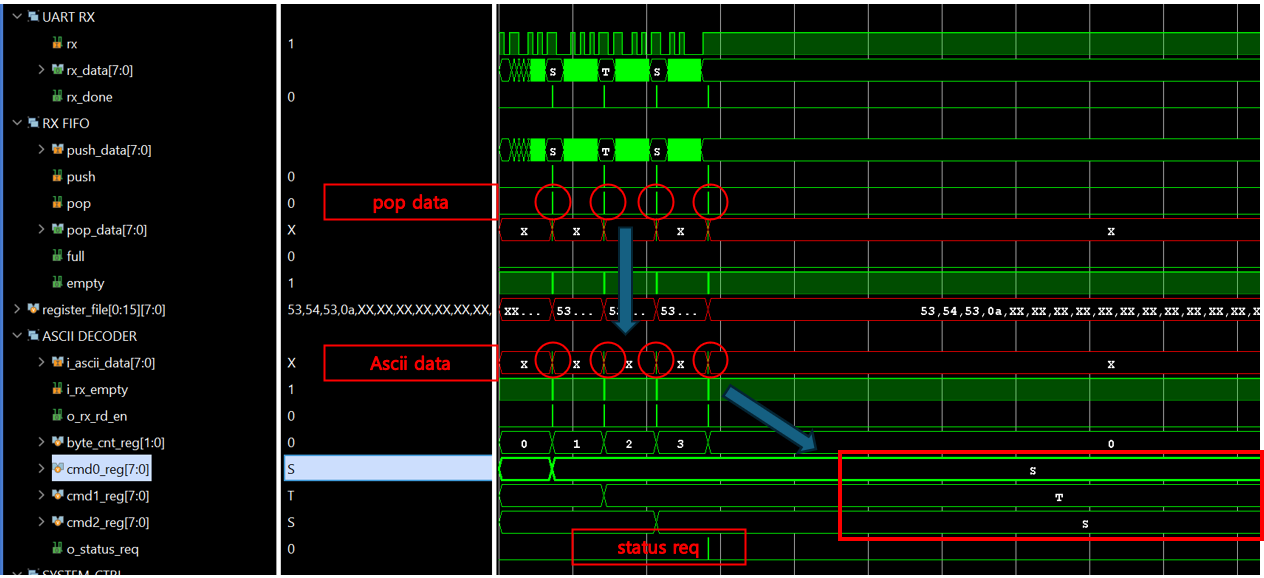 UART RX
rx 1
rx_data[7:0] S T S
rx_done 0
RX FIFO
push_data[7:0] S T S
push 0
pop 0 pop data
pop_data[7:0] X X X X X
full 0
empty 1
register_file[0:15][7:0] 53,54,53,0a,XX,XX,XX,XX,XX,XX,XX, XX... 53... 53... 53... 53,54,53,0a,XX,XX,XX,XX,XX,XX,XX,XX,XX,XX,XX,X
ASCII DECODER
i_ascii_data[7:0] X Ascii data X X X X X
i_rx_empty 1
o_rx_rd_en 0
byte_cnt_reg[1:0] 0 0 1 2 3 0
cmd0_reg[7:0] S S
cmd1_reg[7:0] T T
cmd2_reg[7:0] S S
o_status_req 0 status req
SYSTEM_CTRL